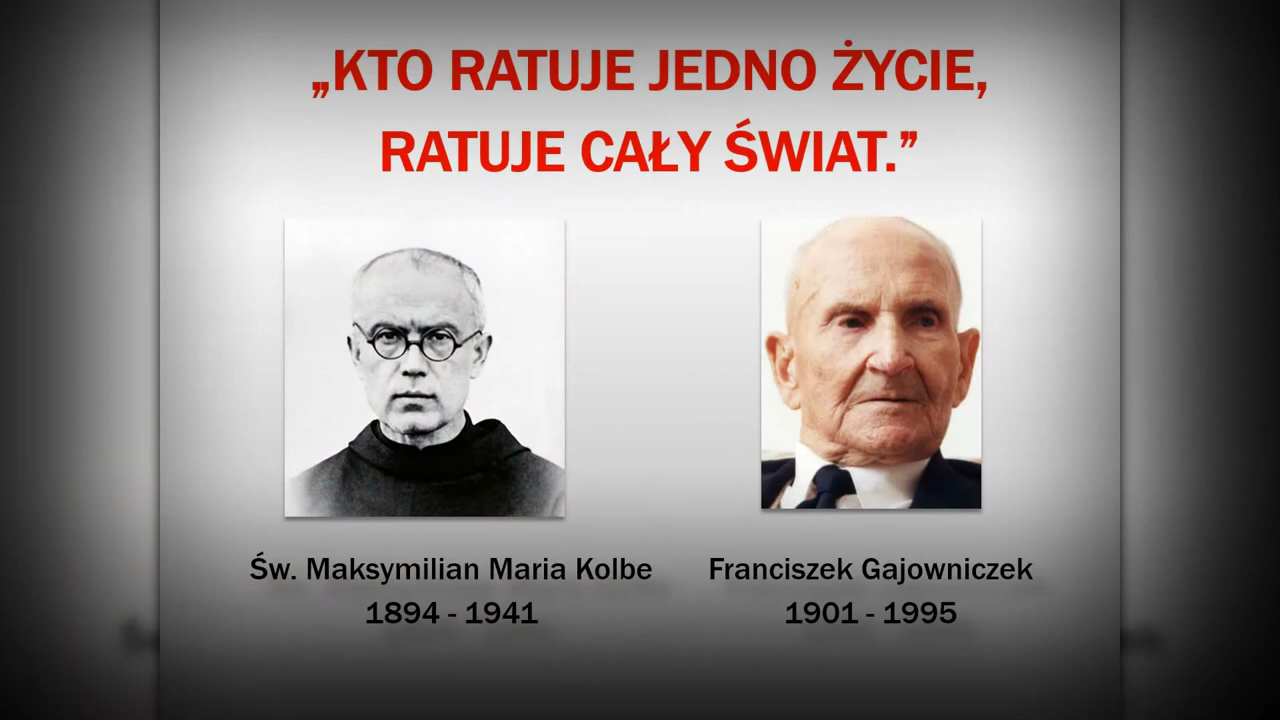 „KTO RATUJE JEDNO ŻYCIE,
RATUJE CAŁY ŚWIAT.”
Św. Maksymilian Maria Kolbe
1894 - 1941
Franciszek Gajowniczek
1901 - 1995